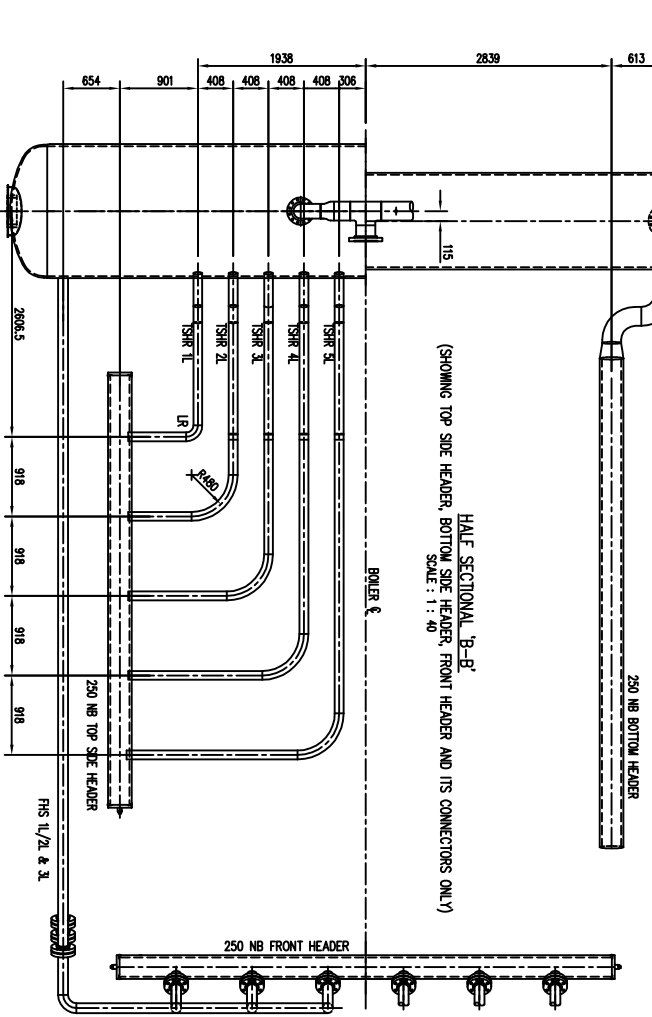 1938
2839
613
654
901
408
408
408
408
306
115
2606.5
TSHR 1L
TSHR 2L
TSHR 3L
TSHR 4L
TSHR 5L
LR
R480
918
918
918
918
BOILER ℄
HALF SECTIONAL 'B-B'
(SHOWING TOP SIDE HEADER, BOTTOM SIDE HEADER, FRONT HEADER AND ITS CONNECTORS ONLY)
SCALE : 1 : 40
250 NB BOTTOM HEADER
250 NB TOP SIDE HEADER
FHS 1L/2L & 3L
250 NB FRONT HEADER